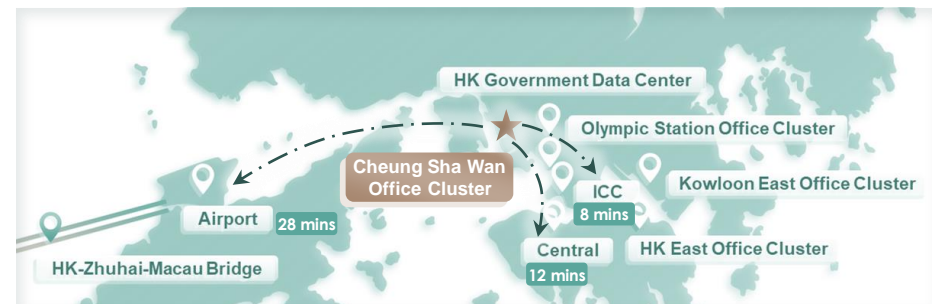 HK Government Data Center
Olympic Station Office Cluster
Cheung Sha Wan
Office Cluster
ICC
8 mins
Kowloon East Office Cluster
Airport
28 mins
Central
12 mins
HK East Office Cluster
HK-Zhuhai-Macau Bridge